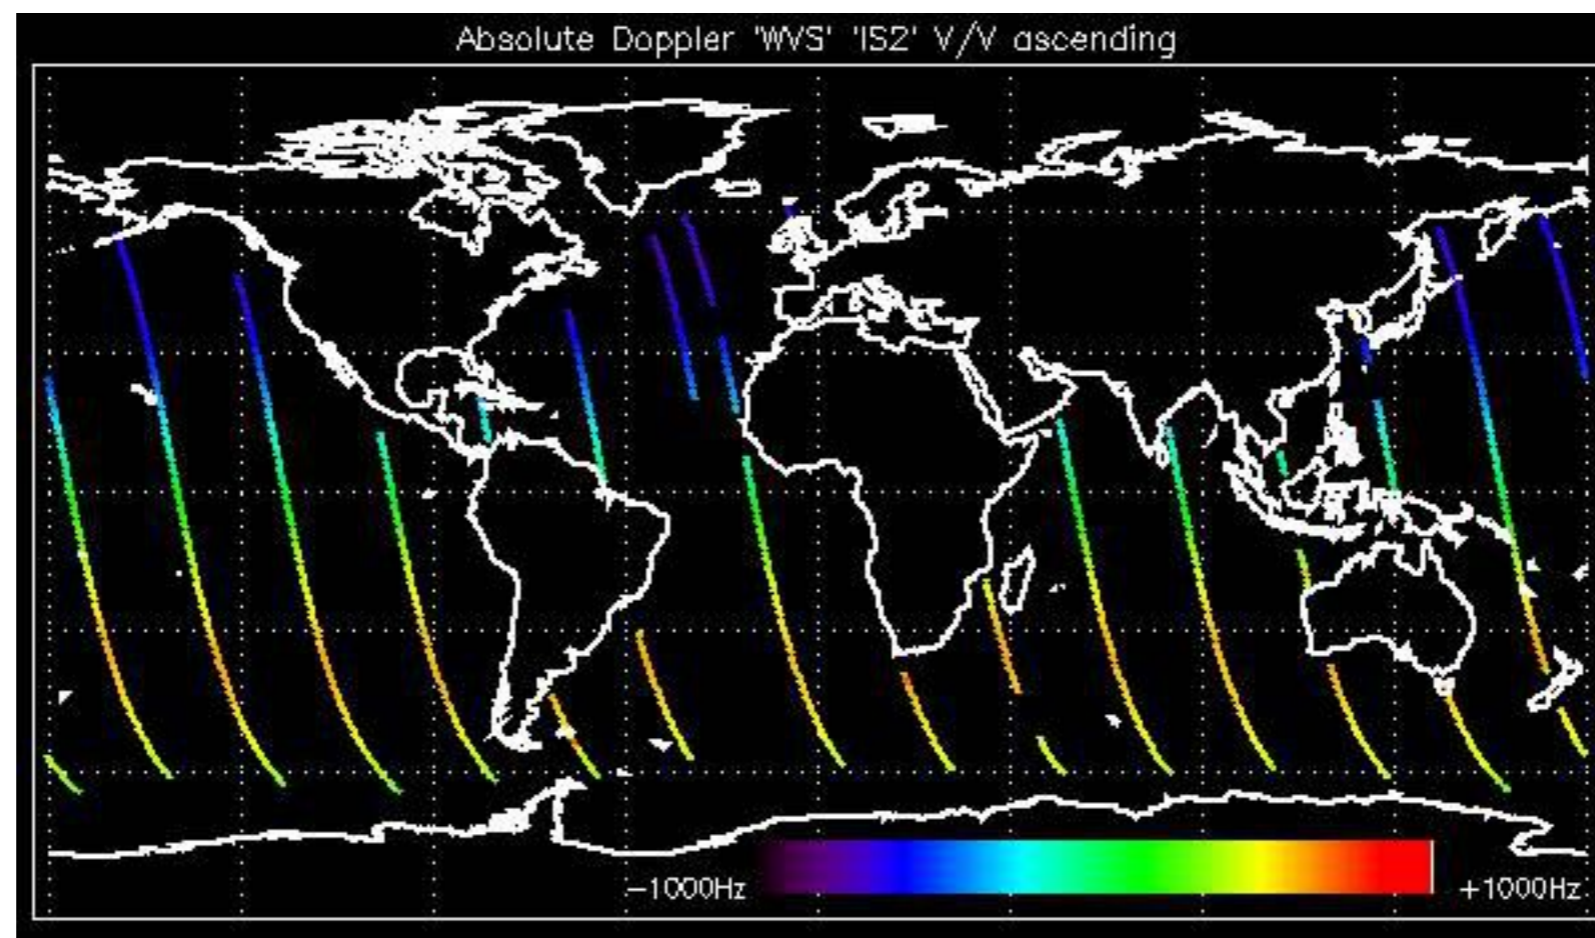 Absolute Doppler 'WVS' 'IS2' V/V ascending
−1000Hz +1000Hz